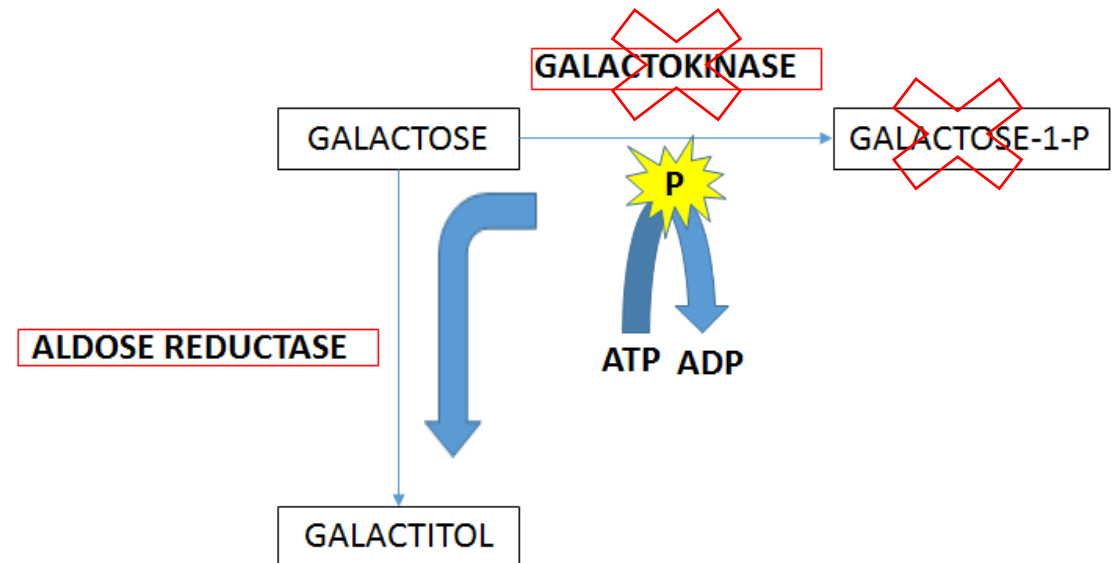 GALACTOKINASE
GALACTOSE
GALACTOSE-1-P
P
ALDOSE REDUCTASE
ATP ADP
GALACTITOL